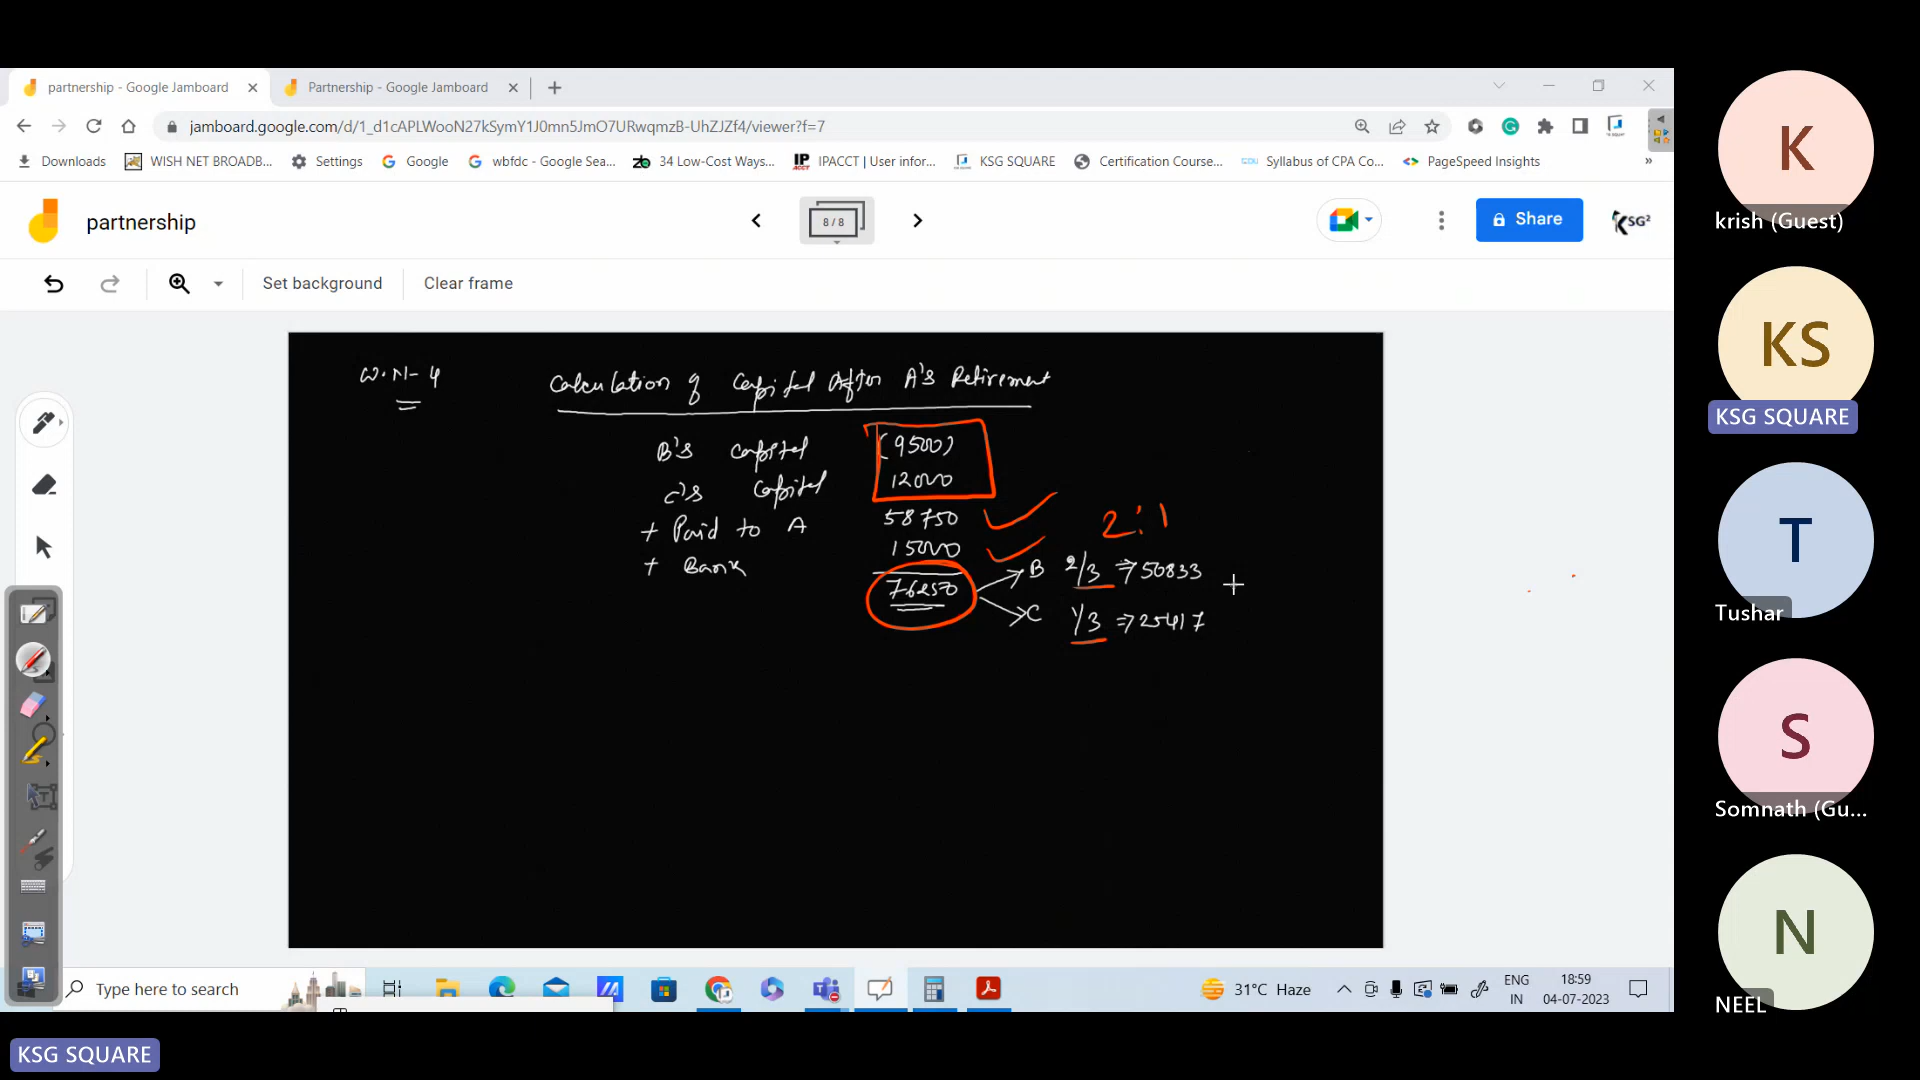 partnership - Google Jamboard
Partnership - Google Jamboard
jamboard.google.com/d/1_d1cAPLWooN27kSymY1J0mn5JmO7URwqmzB-UhZJZf4/viewer?f=7
Downloads
WISH NET BROADB...
Settings
Google
wbfdc - Google Sea...
34 Low-Cost Ways...
IPACCT | User infor...
KSG SQUARE
Certification Course...
Syllabus of CPA Co...
PageSpeed Insights
»
partnership
8 / 8
Share
KSG²
Set background
Clear frame
W.N-4
Calculation of Capital After A's Retirement
B's Capital (9500)
C's Capital 12000
+ Paid to A 58750
+ Bank 15000
76250
2:1
B 2/3 ⇒ 50833
C 1/3 ⇒ 25417
Type here to search
31°C Haze
ENG
IN
18:59
04-07-2023
K
krish (Guest)
KS
KSG SQUARE
T
Tushar
S
Somnath (Gu...
N
NEEL
KSG SQUARE